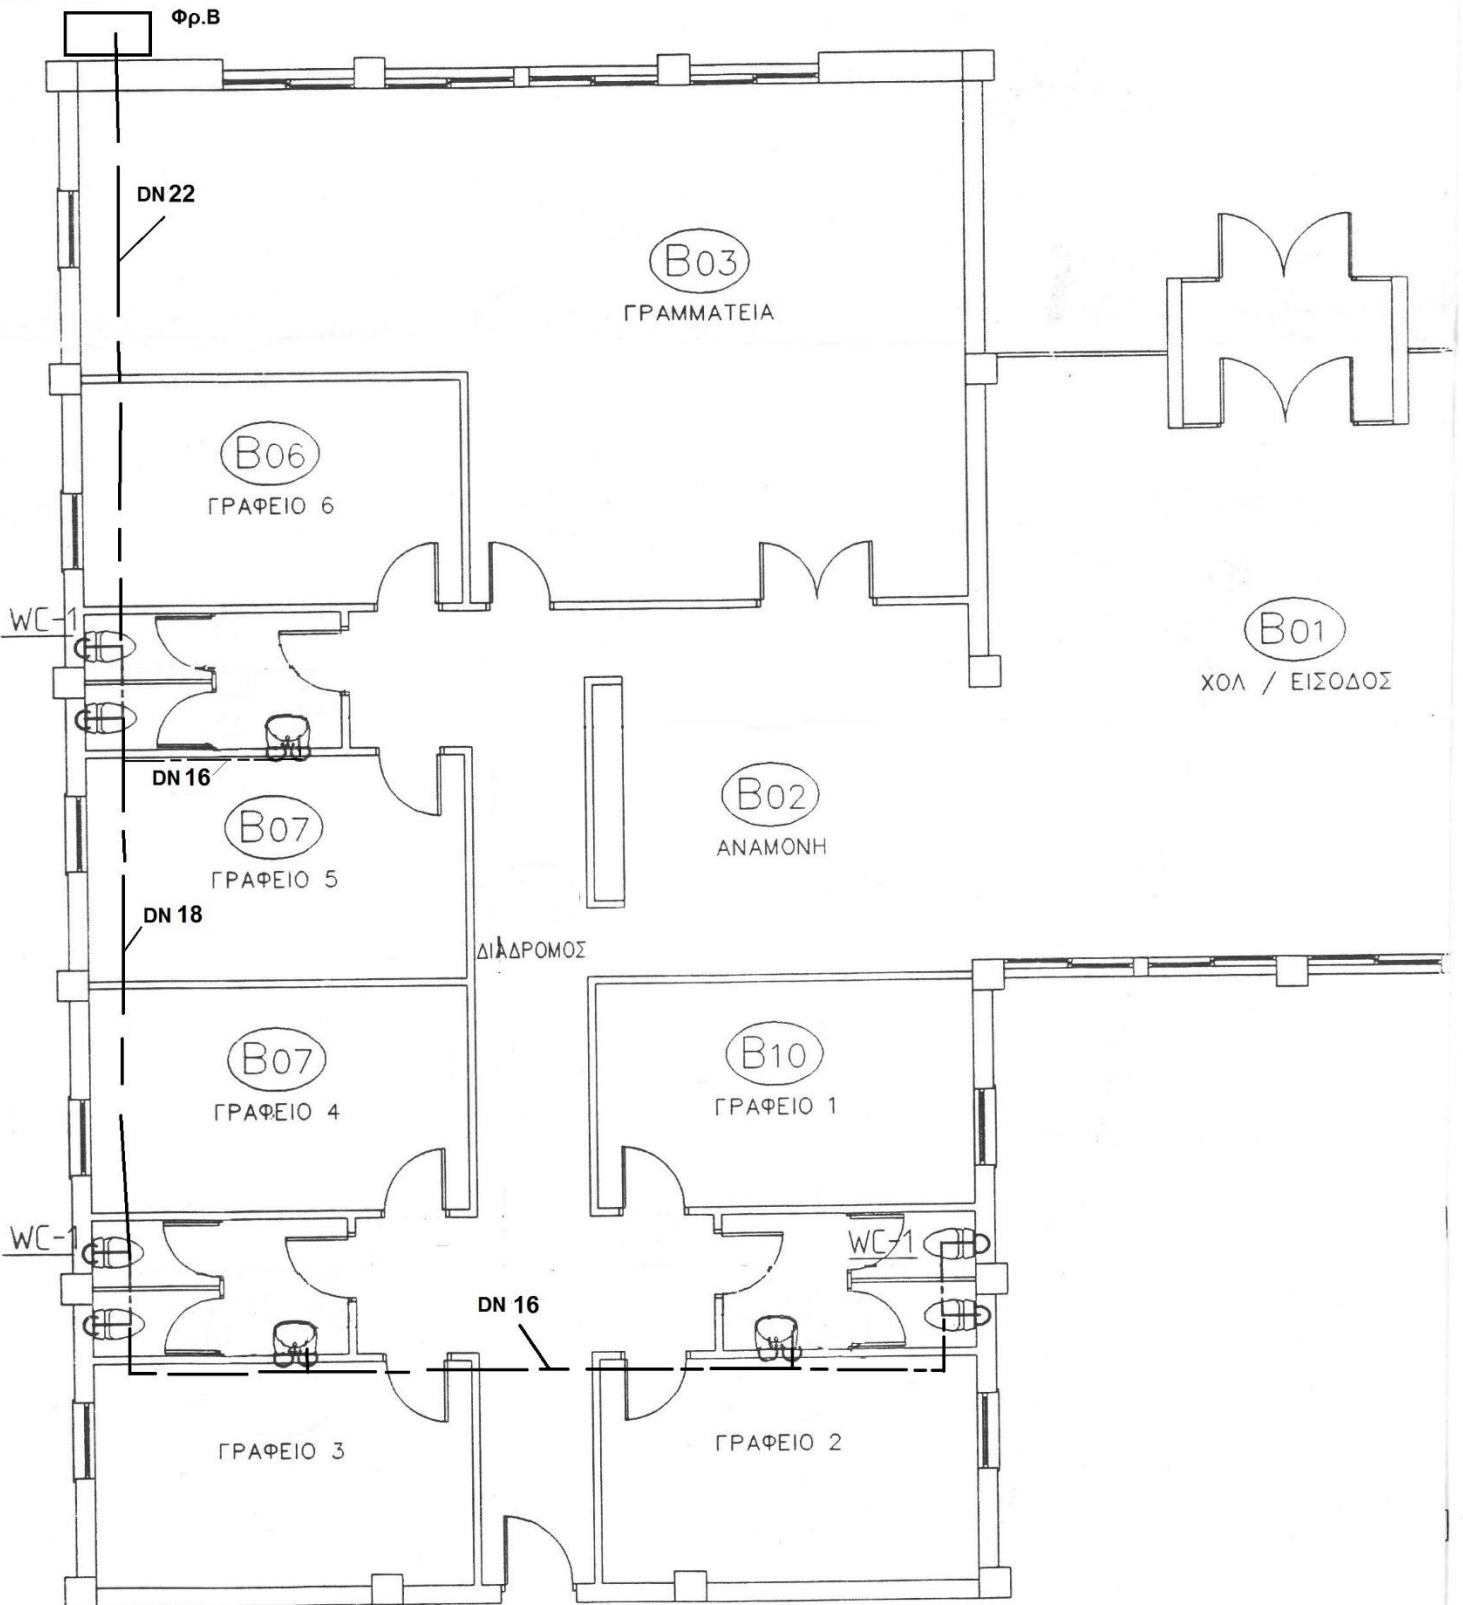 Φρ.Β
DN 22
B03
ΓΡΑΜΜΑΤΕΙΑ
B06
ΓΡΑΦΕΙΟ 6
WC-1
B01
ΧΟΛ / ΕΙΣΟΔΟΣ
DN 16
B07
ΓΡΑΦΕΙΟ 5
B02
ΑΝΑΜΟΝΗ
DN 18
ΔΙΑΔΡΟΜΟΣ
B07
ΓΡΑΦΕΙΟ 4
B10
ΓΡΑΦΕΙΟ 1
WC-1
WC-1
DN 16
ΓΡΑΦΕΙΟ 3
ΓΡΑΦΕΙΟ 2